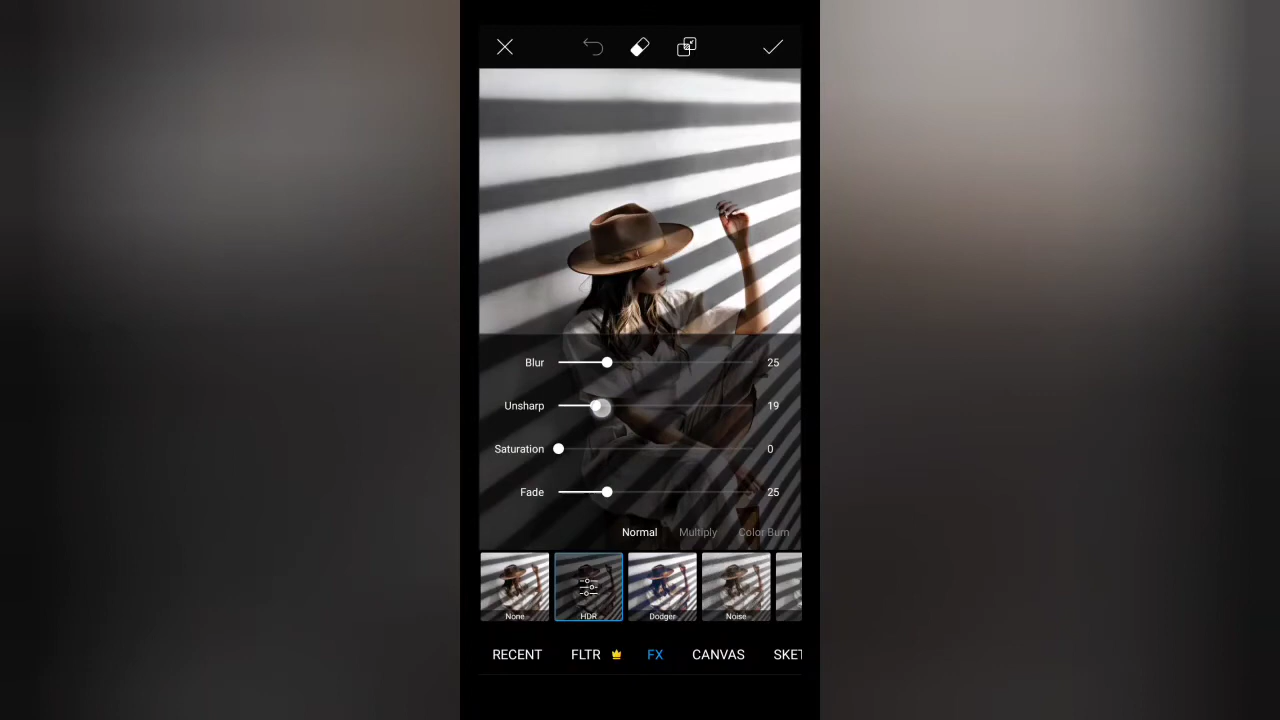 Blur 25
Unsharp 19
Saturation 0
Fade 25
Normal Multiply Color Burn
None HDR Dodger Noise
RECENT FLTR FX CANVAS SKET